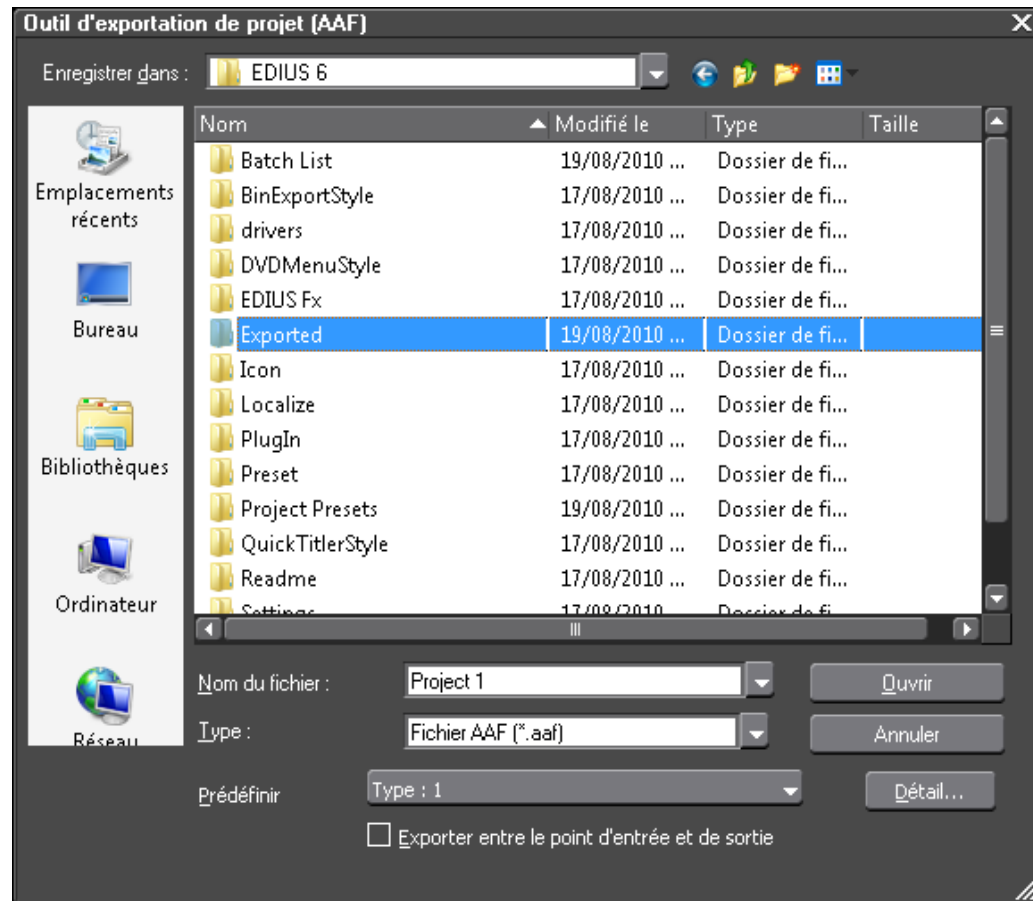 Outil d'exportation de projet (AAF)
Enregistrer dans : EDIUS 6
Nom Modifié le Type Taille
Batch List 19/08/2010 ... Dossier de fi...
BinExportStyle 17/08/2010 ... Dossier de fi...
drivers 17/08/2010 ... Dossier de fi...
DVDMenuStyle 17/08/2010 ... Dossier de fi...
EDIUS Fx 17/08/2010 ... Dossier de fi...
Exported 19/08/2010 ... Dossier de fi...
Icon 17/08/2010 ... Dossier de fi...
Localize 17/08/2010 ... Dossier de fi...
PlugIn 17/08/2010 ... Dossier de fi...
Preset 17/08/2010 ... Dossier de fi...
Project Presets 19/08/2010 ... Dossier de fi...
QuickTitlerStyle 17/08/2010 ... Dossier de fi...
Readme 17/08/2010 ... Dossier de fi...
Settings 17/08/2010 Dossier de fi
Emplacements
récents
Bureau
Bibliothèques
Ordinateur
Réseau
Nom du fichier : Project 1 Ouvrir
Type : Fichier AAF (*.aaf) Annuler
Prédéfinir Type : 1 Détail...
Exporter entre le point d'entrée et de sortie